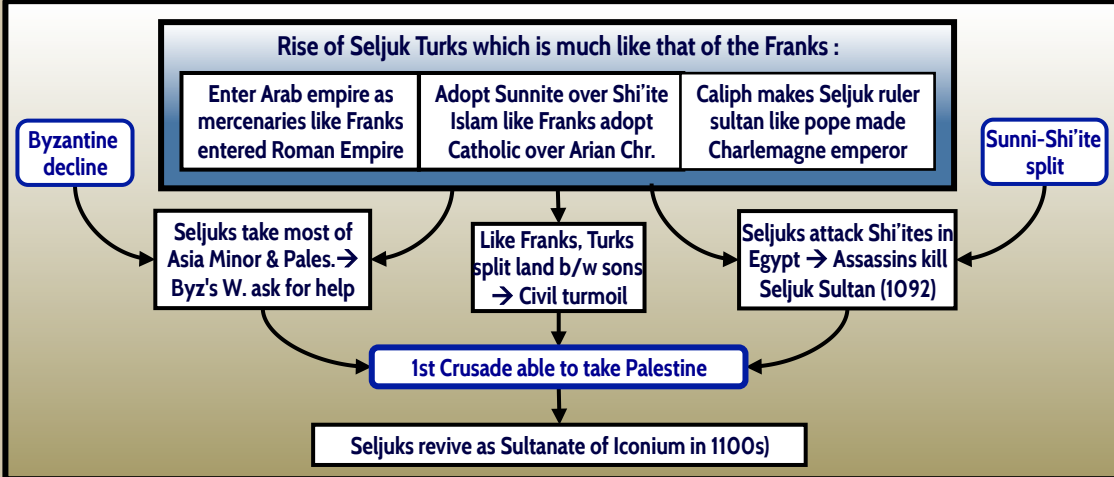 Rise of Seljuk Turks which is much like that of the Franks :
Enter Arab empire as
mercenaries like Franks
entered Roman Empire
Adopt Sunnite over Shi'ite
Islam like Franks adopt
Catholic over Arian Chr.
Caliph makes Seljuk ruler
sultan like pope made
Charlemagne emperor
Byzantine
decline
Sunni-Shi'ite
split
Seljuks take most of
Asia Minor & Pales.→
Byz's W. ask for help
Like Franks, Turks
split land b/w sons
→ Civil turmoil
Seljuks attack Shi'ites in
Egypt → Assassins kill
Seljuk Sultan (1092)
1st Crusade able to take Palestine
Seljuks revive as Sultanate of Iconium in 1100s)